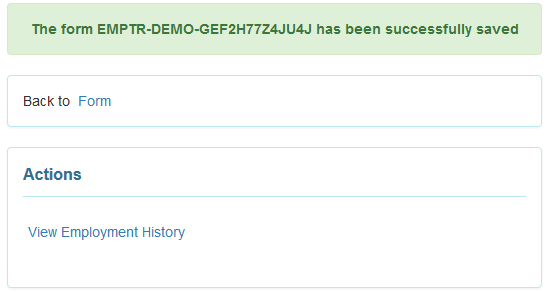 The form EMPTR-DEMO-GEF2H77Z4JU4J has been successfully saved
Back to Form
Actions
View Employment History